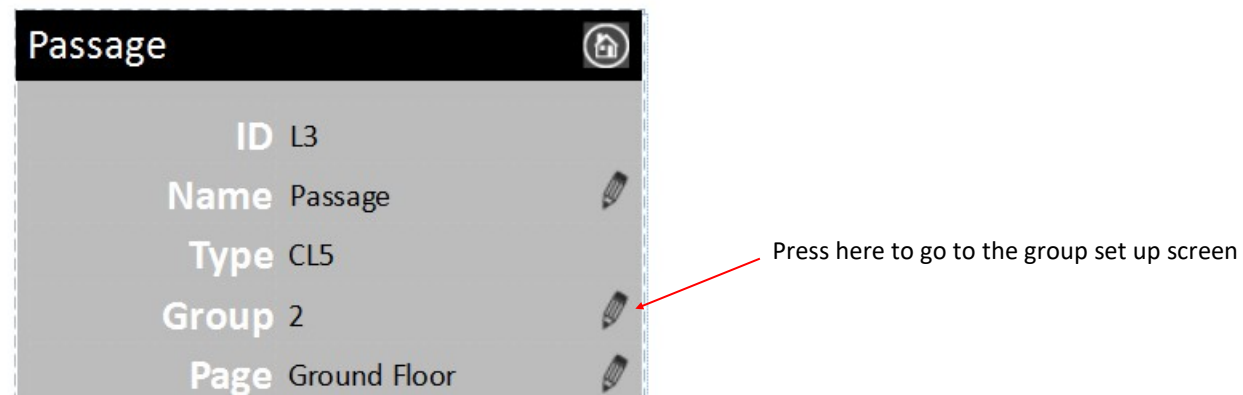 Passage
ID L3
Name Passage
Type CL5
Press here to go to the group set up screen
Group 2
Page Ground Floor